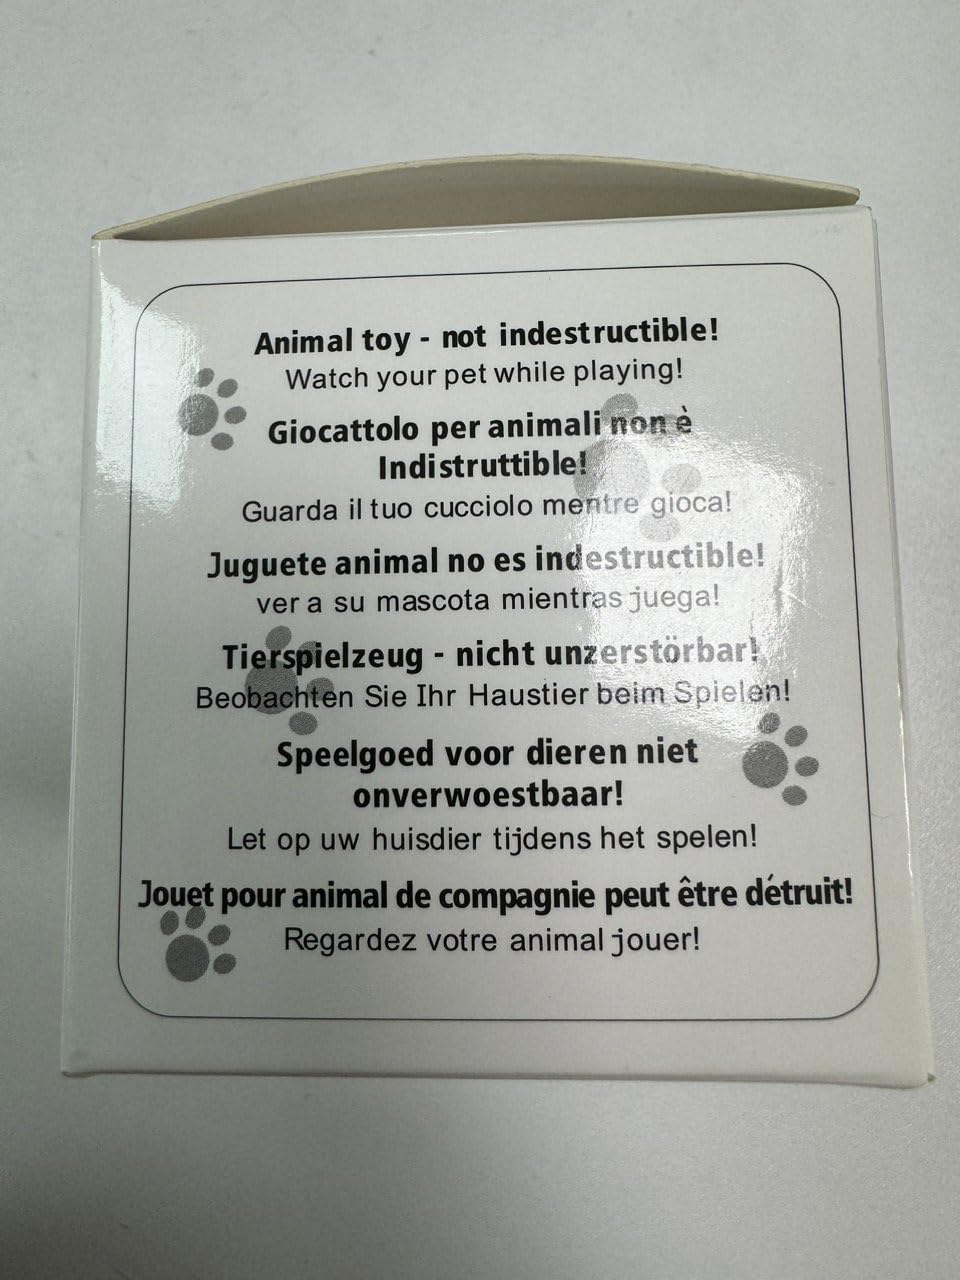 Animal toy - not indestructible!
Watch your pet while playing!
Giocattolo per animali non è
Indistruttible!
Guarda il tuo cucciolo mentre gioca!
Juguete animal no es indestructible!
ver a su mascota mientras juega!
Tierspielzeug - nicht unzerstörbar!
Beobachten Sie Ihr Haustier beim Spielen!
Speelgoed voor dieren niet
onverwoestbaar!
Let op uw huisdier tijdens het spelen!
Jouet pour animal de compagnie peut être détruit!
Regardez votre animal jouer!